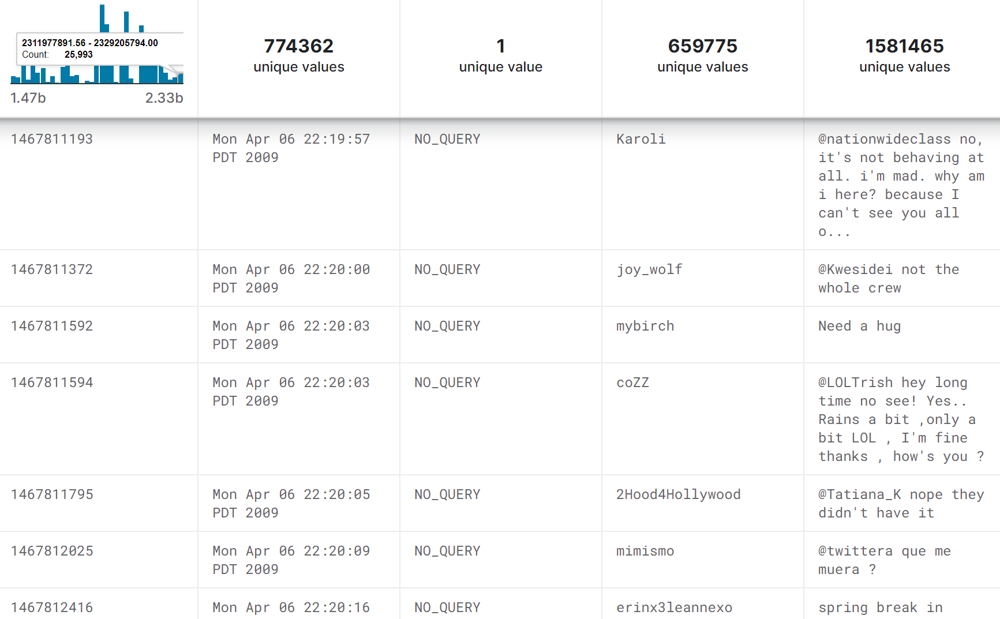 2311977891.56 - 2329205794.00
Count: 25,993
1.47b 2.33b
774362
unique values
1
unique value
659775
unique values
1581465
unique values
1467811193
Mon Apr 06 22:19:57
PDT 2009
NO_QUERY
Karoli
@nationwideclass no,
it's not behaving at
all. i'm mad. why am
i here? because I
can't see you all
o...
1467811372
Mon Apr 06 22:20:00
PDT 2009
NO_QUERY
joy_wolf
@Kwesidei not the
whole crew
1467811592
Mon Apr 06 22:20:03
PDT 2009
NO_QUERY
mybirch
Need a hug
1467811594
Mon Apr 06 22:20:03
PDT 2009
NO_QUERY
coZZ
@LOLTrish hey long
time no see! Yes..
Rains a bit ,only a
bit LOL , I'm fine
thanks , how's you ?
1467811795
Mon Apr 06 22:20:05
PDT 2009
NO_QUERY
2Hood4Hollywood
@Tatiana_K nope they
didn't have it
1467812025
Mon Apr 06 22:20:09
PDT 2009
NO_QUERY
mimismo
@twittera que me
muera ?
1467812416
Mon Apr 06 22:20:16
NO_QUERY
erinx3leannexo
spring break in